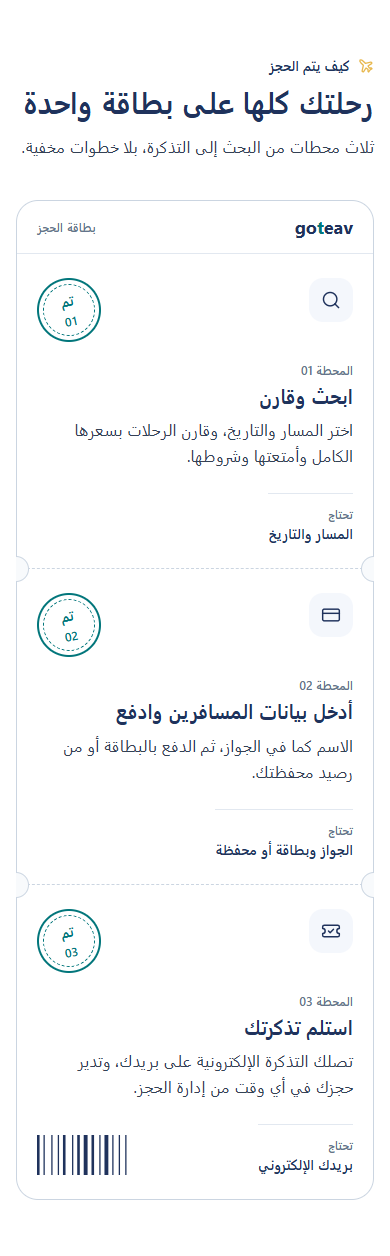 كيف يتم الحجز
رحلتك كلها على بطاقة واحدة
ثلاث محطات من البحث إلى التذكرة، بلا خطوات مخفية.
goteav
بطاقة الحجز
تم
01
المحطة 01
ابحث وقارن
اختر المسار والتاريخ، وقارن الرحلات بسعرها
الكامل وأمتعتها وشروطها.
تحتاج
المسار والتاريخ
تم
02
المحطة 02
أدخل بيانات المسافرين وادفع
الاسم كما في الجواز، ثم الدفع بالبطاقة أو من
رصيد محفظتك.
تحتاج
الجواز وبطاقة أو محفظة
تم
03
المحطة 03
استلم تذكرتك
تصلك التذكرة الإلكترونية على بريدك، وتدير
حجزك في أي وقت من إدارة الحجز.
تحتاج
بريدك الإلكتروني